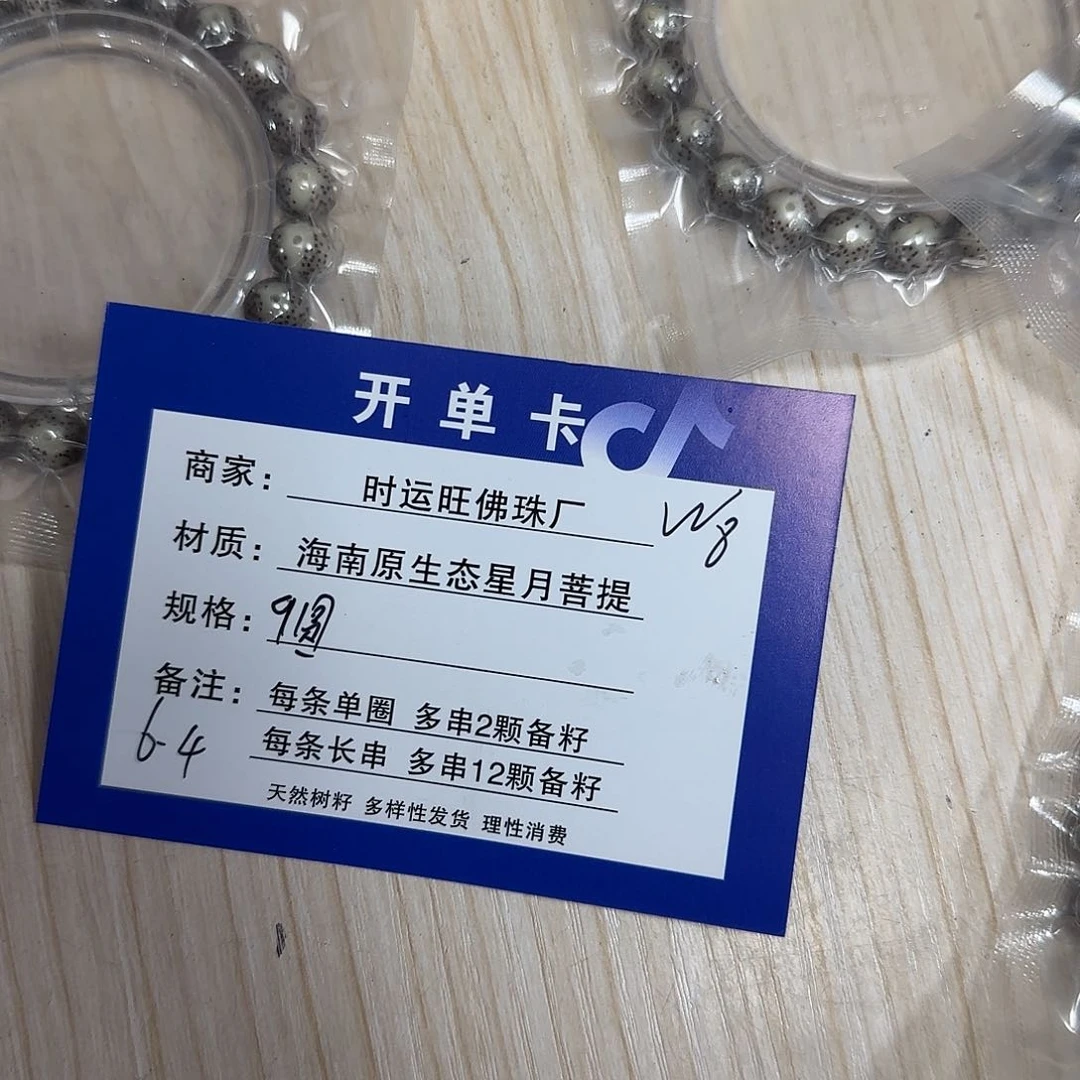 开单卡
商家： 时运旺佛珠厂 W8
材质： 海南原生态星月菩提
规格： 9圆
备注： 每条单圈 多串2颗备籽
6-4 每条长串 多串12颗备籽
天然树籽 多样性发货 理性消费